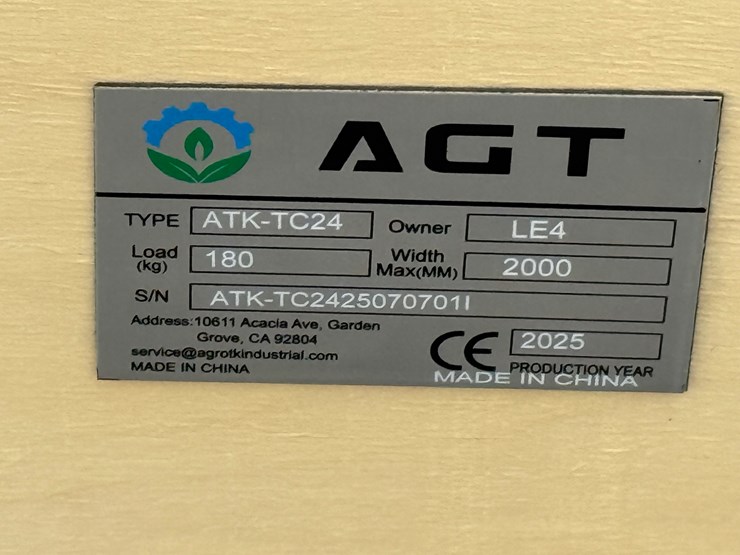 AGT
TYPE ATK-TC24 Owner LE4
Load (kg) 180 Width Max(MM) 2000
S/N ATK-TC2425070701I
Address:10611 Acacia Ave, Garden
Grove, CA 92804
service@agrotkindustrial.com
MADE IN CHINA
CE 2025
PRODUCTION YEAR
MADE IN CHINA